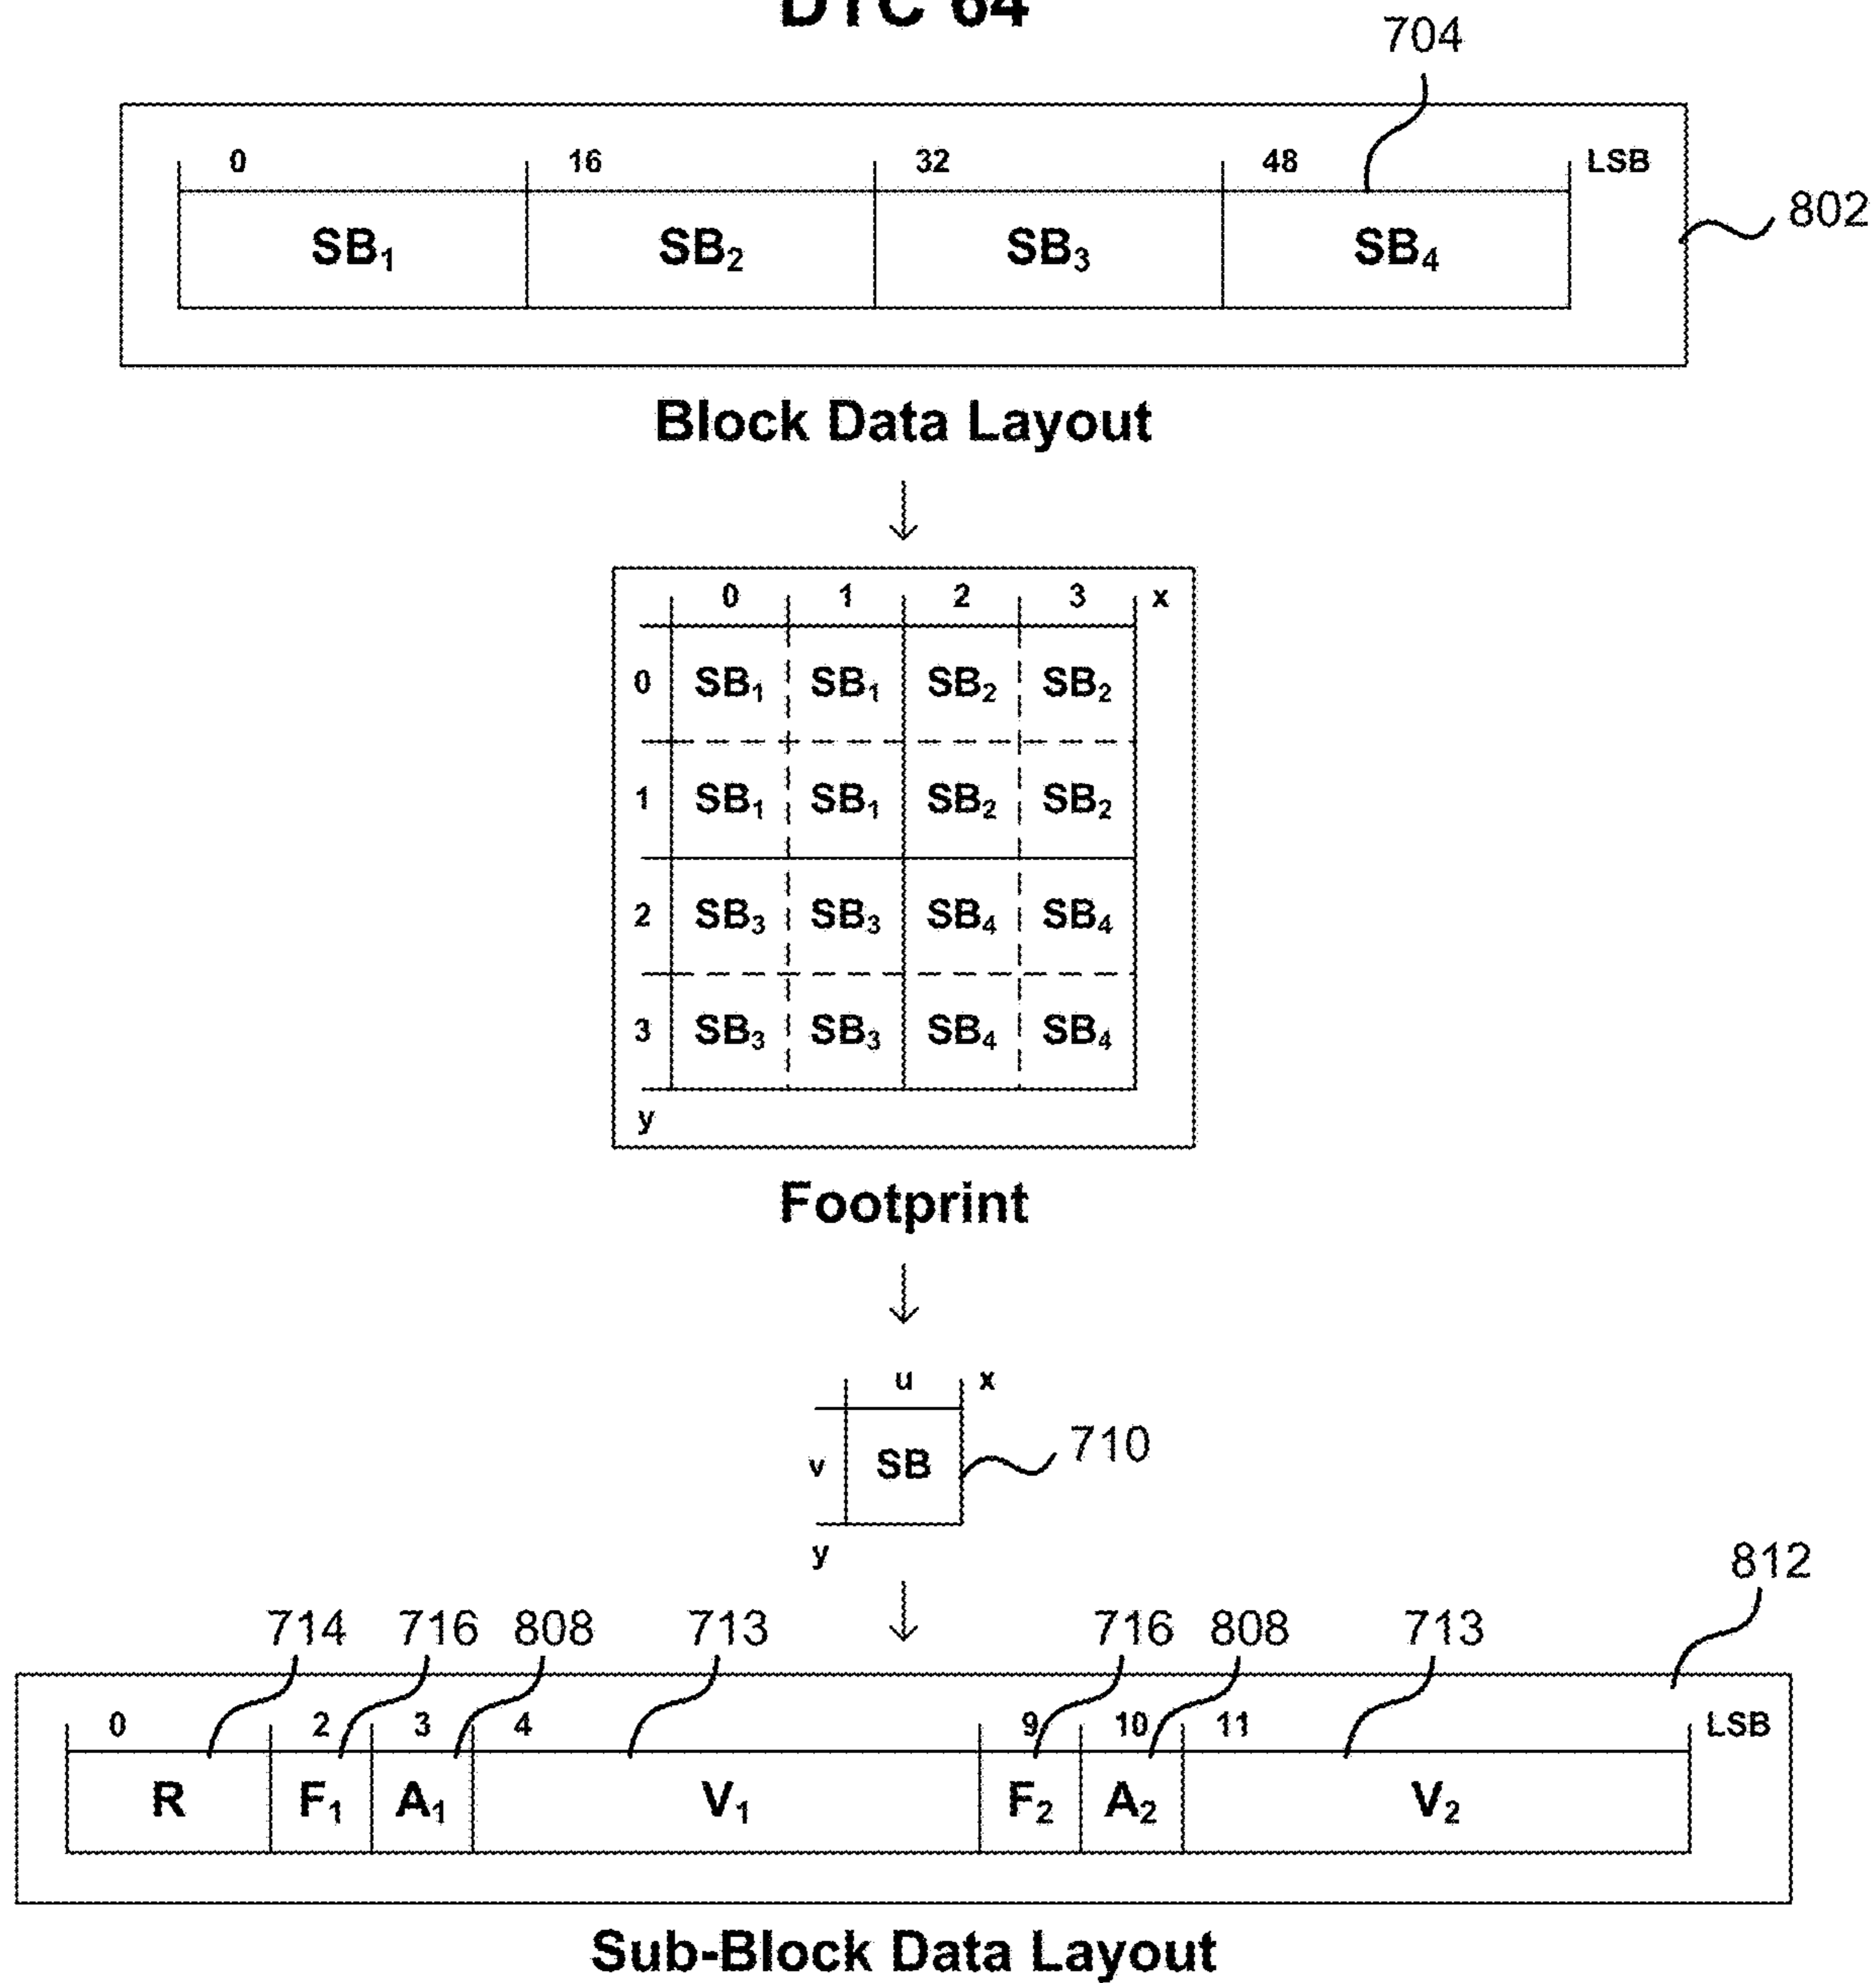 DTC 64
704
0 16 32 48 LSB
802
SB₁ SB₂ SB₃ SB₄
Block Data Layout
0 1 2 3 x
0 SB₁ SB₁ SB₂ SB₂
1 SB₁ SB₁ SB₂ SB₂
2 SB₃ SB₃ SB₄ SB₄
3 SB₃ SB₃ SB₄ SB₄
y
Footprint
u x
v SB 710
y
812
714 716 808 713 716 808 713
0 2 3 4 9 10 11 LSB
R F₁ A₁ V₁ F₂ A₂ V₂
Sub-Block Data Layout